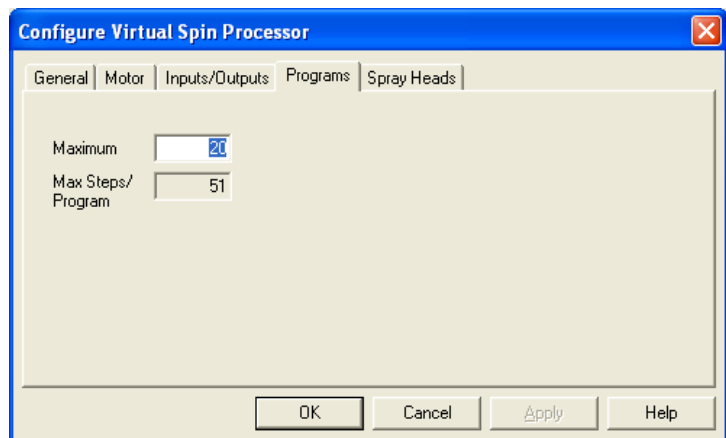 Configure Virtual Spin Processor
General Motor Inputs/Outputs Programs Spray Heads
Maximum 20
Max Steps/ 51
Program
OK Cancel Apply Help